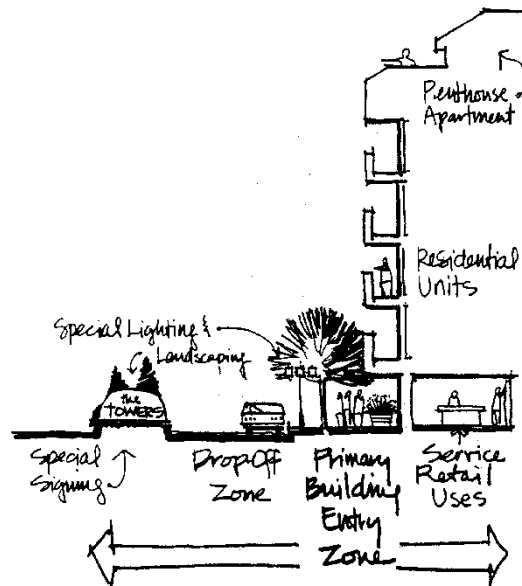 Penthouse
Apartment
Residential
Units
Special Lighting &
Landscaping
the
TOWERS
Special
Signing
Drop Off
Zone
Primary
Building
Entry
Zone
Service
Retail
Uses